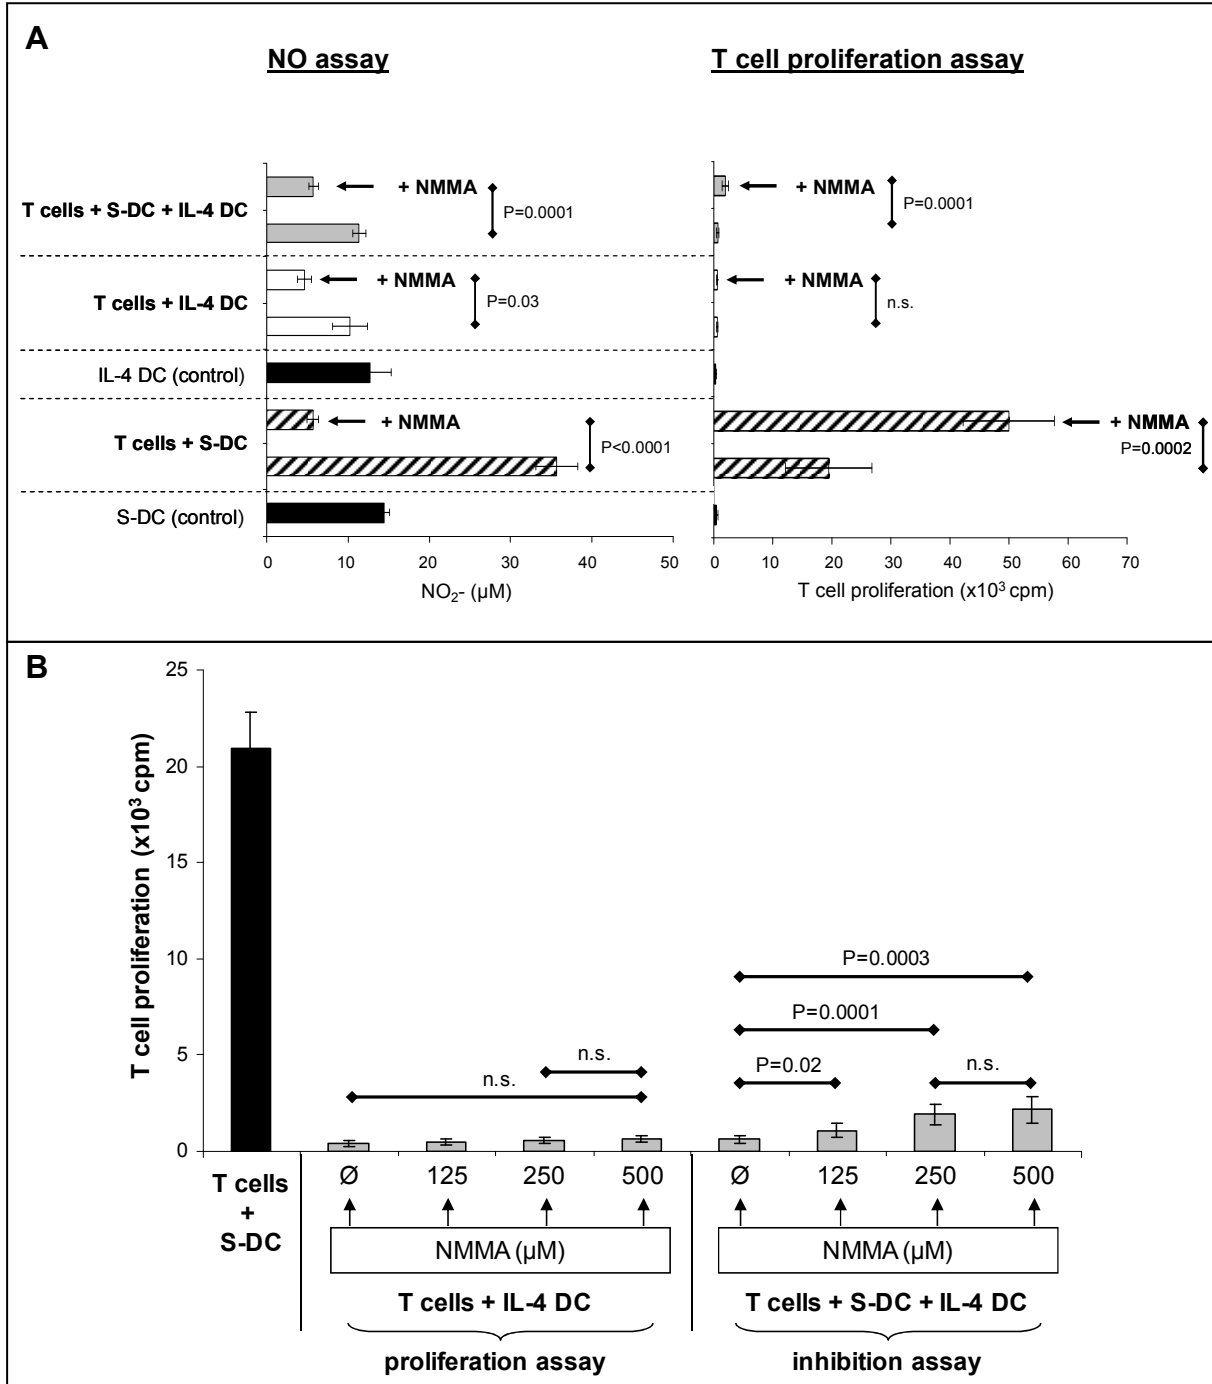 A
NO assay
T cell proliferation assay
T cells + S-DC + IL-4 DC
+ NMMA
P=0.0001
+ NMMA
P=0.0001
T cells + IL-4 DC
+ NMMA
P=0.03
+ NMMA
n.s.
IL-4 DC (control)
T cells + S-DC
+ NMMA
P<0.0001
+ NMMA
P=0.0002
S-DC (control)
0 10 20 30 40 50
0 10 20 30 40 50 60 70
NO2- (µM)
T cell proliferation (x10³ cpm)
B
T cell proliferation (x10³ cpm)
25
20
15
10
5
0
P=0.0003
P=0.0001
P=0.02
n.s.
n.s.
n.s.
T cells
+
S-DC
Ø 125 250 500
Ø 125 250 500
NMMA (µM)
NMMA (µM)
T cells + IL-4 DC
T cells + S-DC + IL-4 DC
proliferation assay
inhibition assay